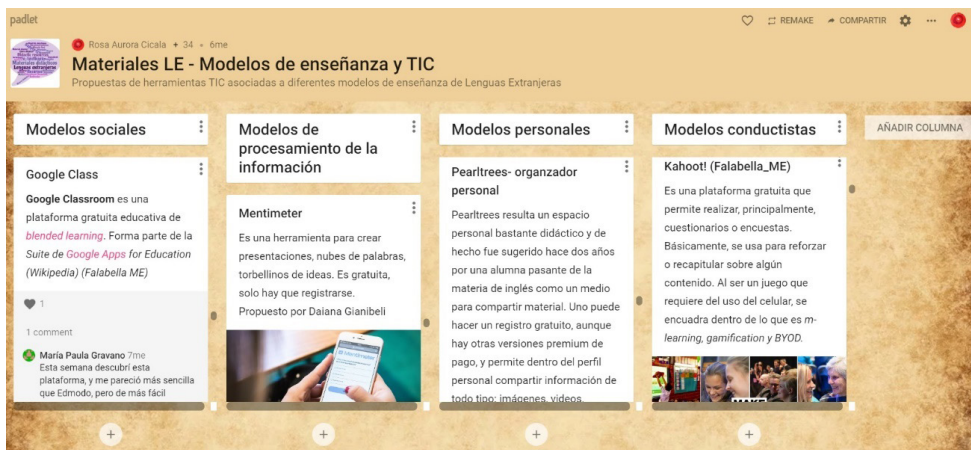 padlet
REMAKE
COMPARTIR
Rosa Aurora Cicala + 34 • 6me
Materiales LE - Modelos de enseñanza y TIC
Propuestas de herramientas TIC asociadas a diferentes modelos de enseñanza de Lenguas Extranjeras
Modelos sociales
Google Class
Google Classroom es una
plataforma gratuita educativa de
blended learning. Forma parte de la
Suite de Google Apps for Education
(Wikipedia) (Falabella ME)
1
1 comment
María Paula Gravano 7me
Esta semana descubrí esta
plataforma, y me pareció más sencilla
que Edmodo, pero de más fácil
Modelos de
procesamiento de la
información
Mentimeter
Es una herramienta para crear
presentaciones, nubes de palabras,
torbellinos de ideas. Es gratuita,
solo hay que registrarse.
Propuesto por Daiana Gianibeli
Modelos personales
Pearltrees- organzador
personal
Pearltrees resulta un espacio
personal bastante didáctico y de
hecho fue sugerido hace dos años
por una alumna pasante de la
materia de inglés como un medio
para compartir material. Uno puede
hacer un registro gratuito, aunque
hay otras versiones premium de
pago, y permite dentro del perfil
personal compartir información de
todo tipo: imágenes, videos,
Modelos conductistas
Kahoot! (Falabella_ME)
Es una plataforma gratuita que
permite realizar, principalmente,
cuestionarios o encuestas.
Básicamente, se usa para reforzar
o recapitular sobre algún
contenido. Al ser un juego que
requiere del uso del celular, se
encuadra dentro de lo que es m-
learning, gamification y BYOD.
MAKE
AÑADIR COLUMNA